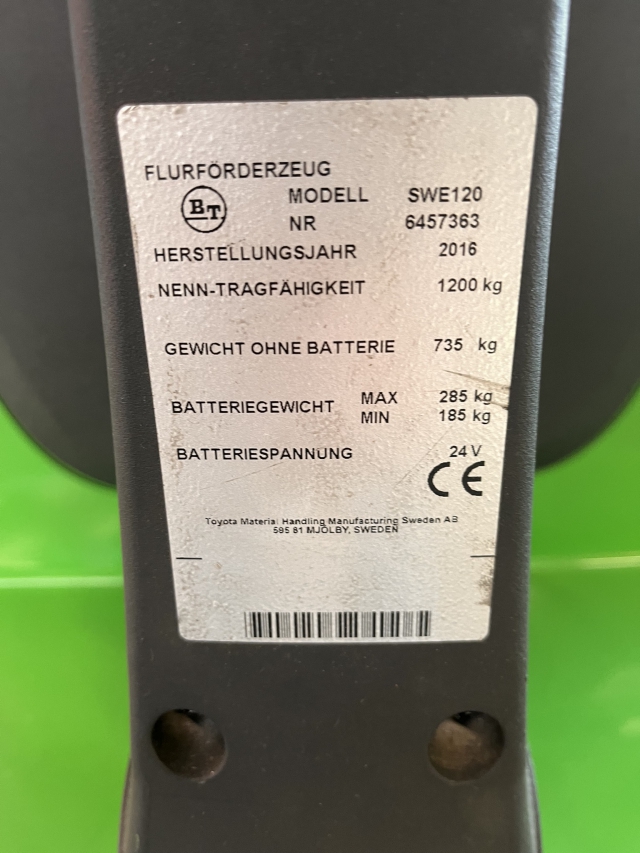 FLURFÖRDERZEUG
BT MODELL SWE120
NR 6457363
HERSTELLUNGSJAHR 2016
NENN-TRAGFÄHIGKEIT 1200 kg
GEWICHT OHNE BATTERIE 735 kg
BATTERIEGEWICHT MAX 285 kg
MIN 185 kg
BATTERIESPANNUNG 24 V
CE
Toyota Material Handling Manufacturing Sweden AB
595 81 MJÖLBY, SWEDEN